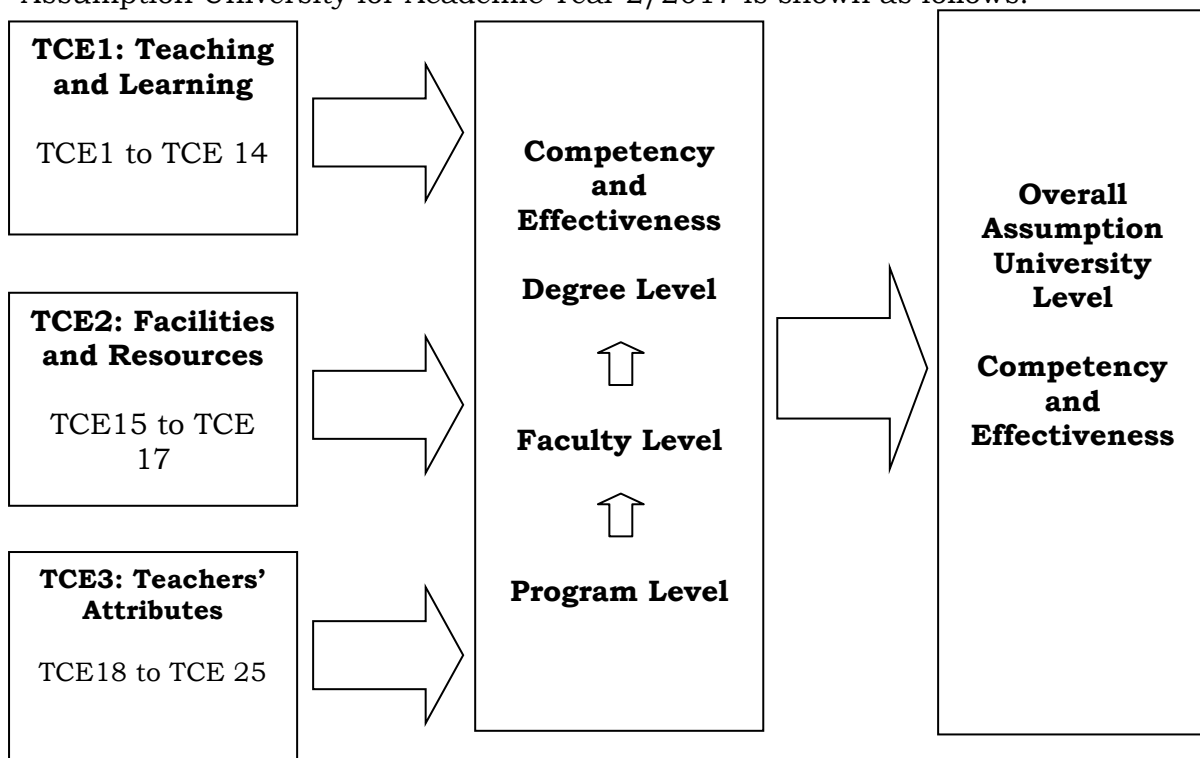 Assumption University for Academic Year 2/2017 is shown as follows:
TCE1: Teaching
and Learning
TCE1 to TCE 14
TCE2: Facilities
and Resources
TCE15 to TCE
17
TCE3: Teachers’
Attributes
TCE18 to TCE 25
Competency
and
Effectiveness
Degree Level
Faculty Level
Program Level
Overall
Assumption
University
Level
Competency
and
Effectiveness